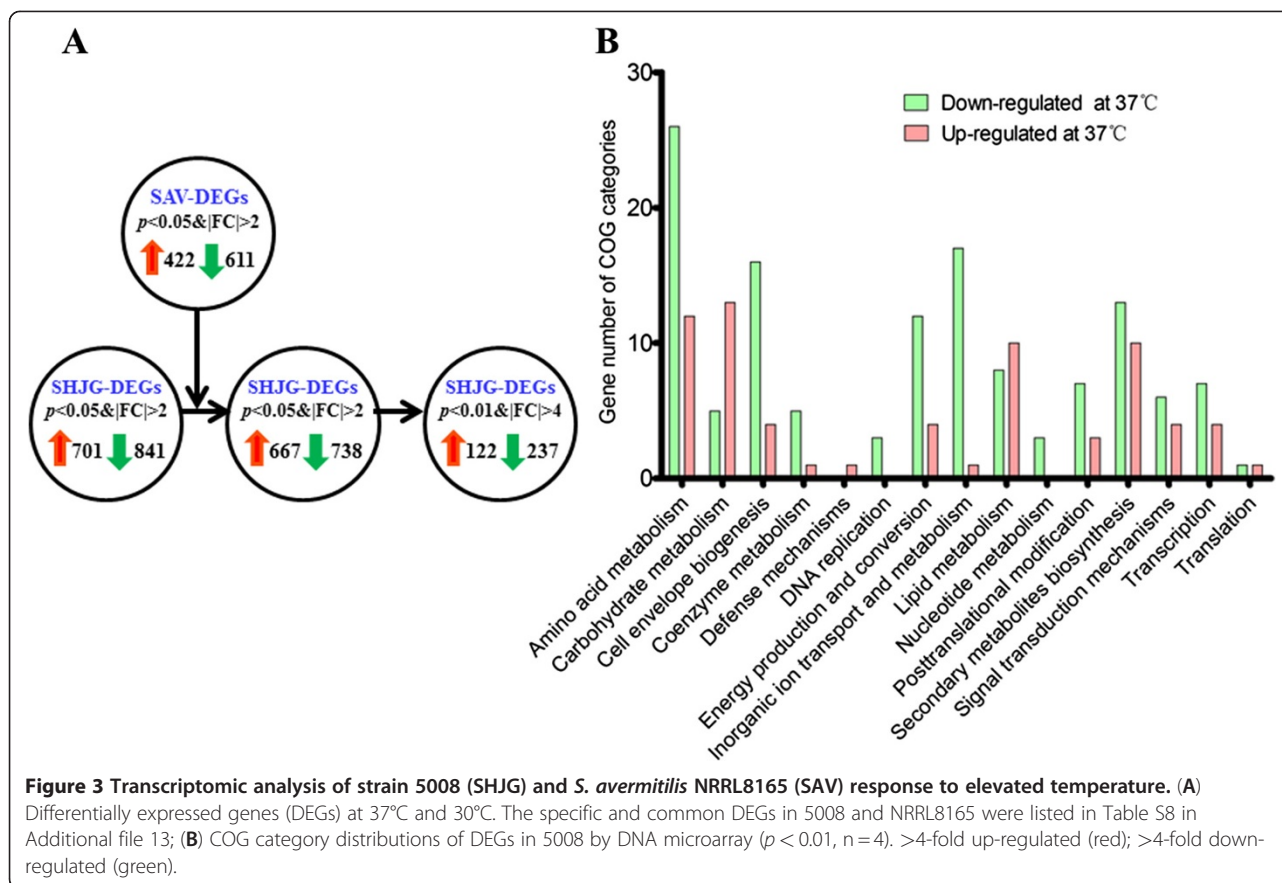 A
SAV-DEGs
p<0.05&|FC|>2
422 611
SHJG-DEGs
p<0.05&|FC|>2
701 841
SHJG-DEGs
p<0.05&|FC|>2
667 738
SHJG-DEGs
p<0.01&|FC|>4
122 237
B
Gene number of COG categories
30
20
10
0
Down-regulated at 37℃
Up-regulated at 37℃
Amino acid metabolism
Carbohydrate metabolism
Cell envelope biogenesis
Coenzyme metabolism
Defense mechanisms
DNA replication
Energy production and conversion
Inorganic ion transport and metabolism
Lipid metabolism
Nucleotide metabolism
Posttranslational modification
Secondary metabolites biosynthesis
Signal transduction mechanisms
Transcription
Translation
Figure 3 Transcriptomic analysis of strain 5008 (SHJG) and S. avermitilis NRRL8165 (SAV) response to elevated temperature. (A)
Differentially expressed genes (DEGs) at 37°C and 30°C. The specific and common DEGs in 5008 and NRRL8165 were listed in Table S8 in
Additional file 13; (B) COG category distributions of DEGs in 5008 by DNA microarray (p < 0.01, n = 4). >4-fold up-regulated (red); >4-fold down-
regulated (green).